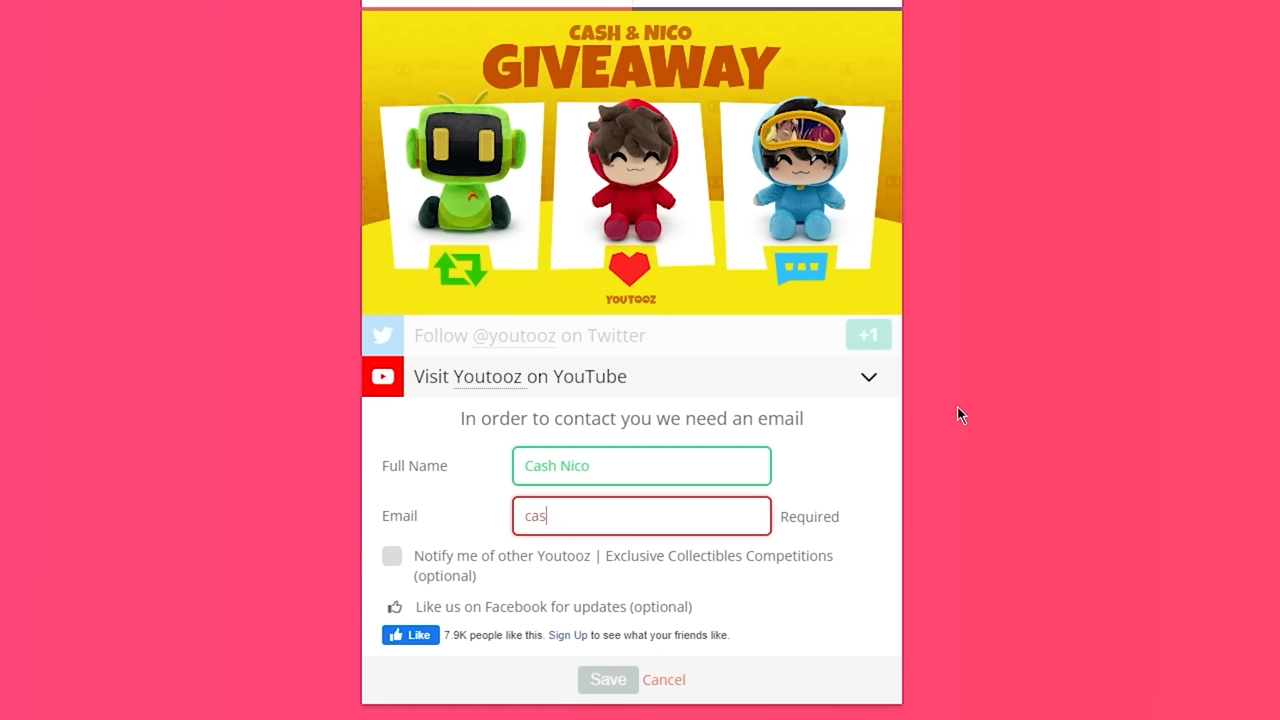 CASH & NICO
GIVEAWAY
YOUTOOZ
Follow @youtooz on Twitter
+1
Visit Youtooz on YouTube
In order to contact you we need an email
Full Name
Cash Nico
Email
cas
Required
Notify me of other Youtooz | Exclusive Collectibles Competitions
(optional)
Like us on Facebook for updates (optional)
Like
7.9K people like this. Sign Up to see what your friends like.
Save
Cancel